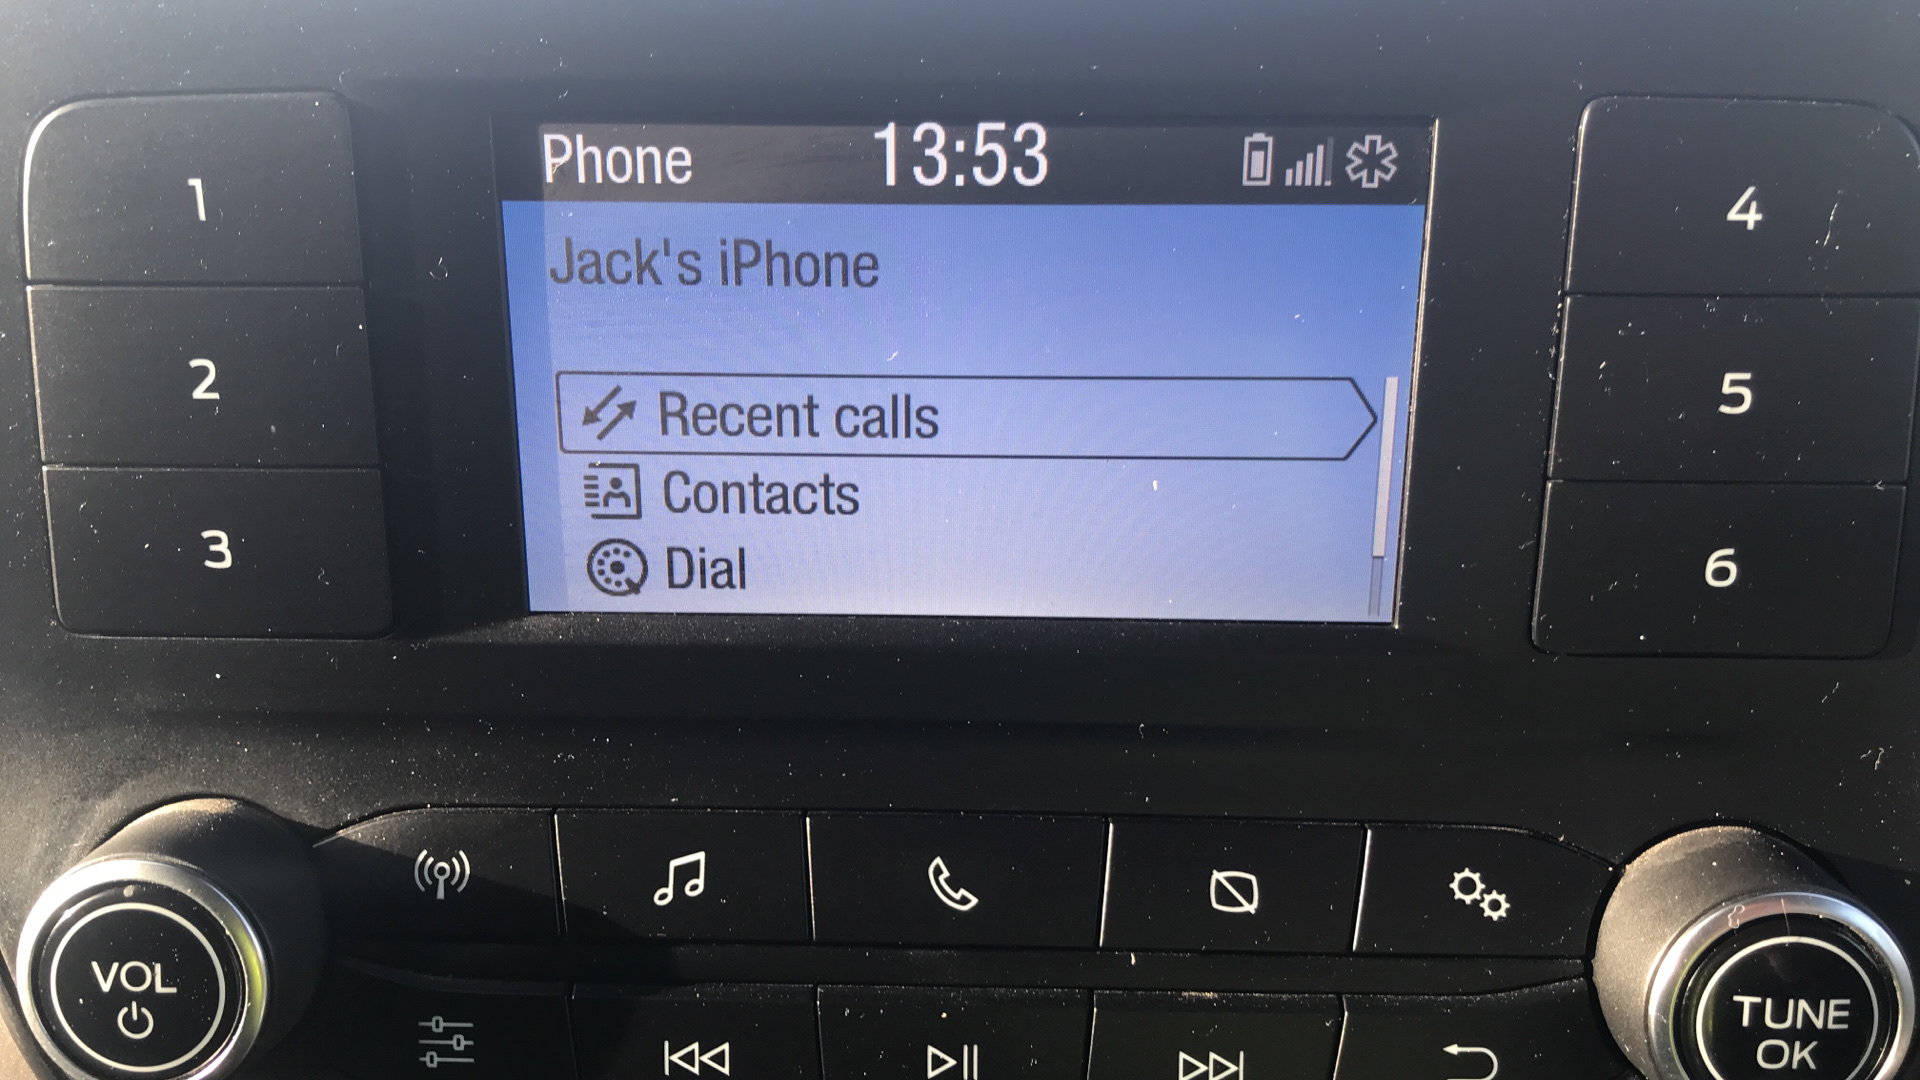 Phone 13:53
Jack's iPhone
Recent calls
Contacts
Dial
1
2
3
4
5
6
VOL
TUNE
OK